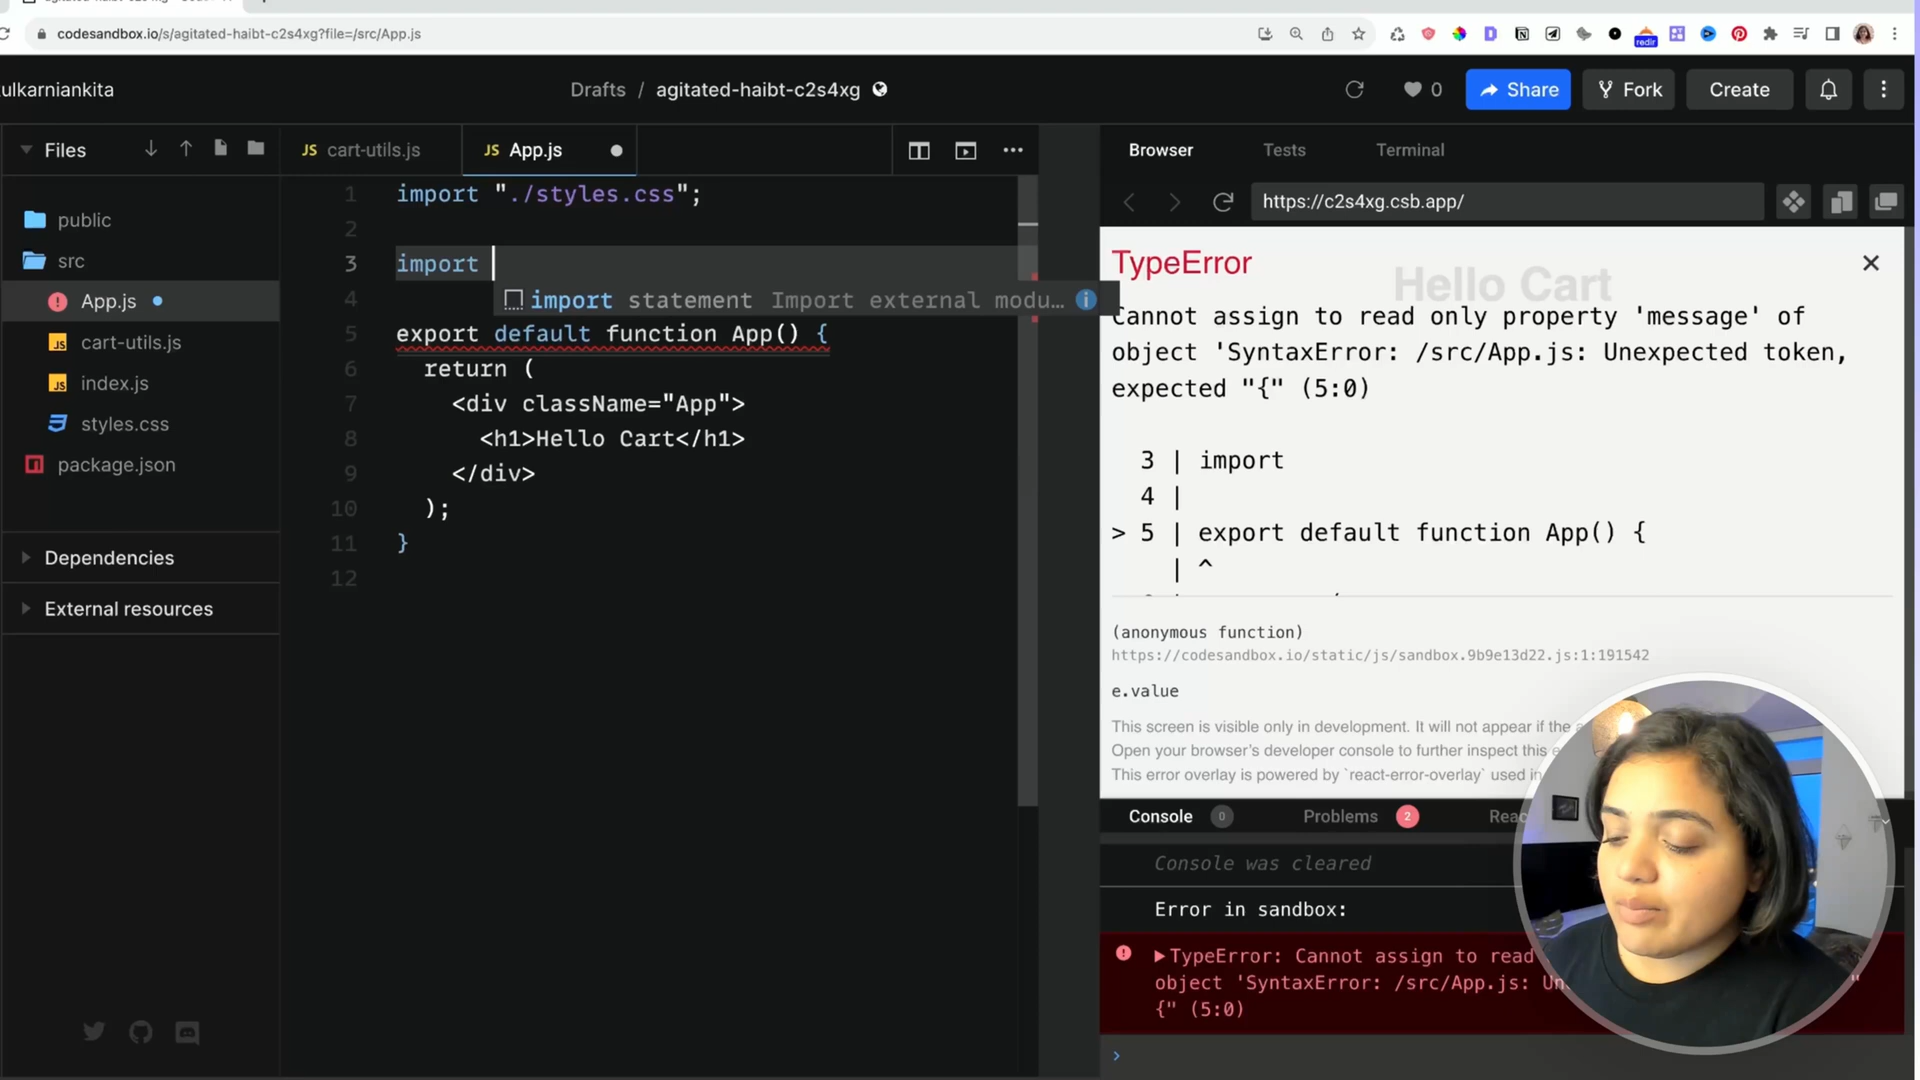 codesandbox.io/s/agitated-haibt-c2s4xg?file=/src/App.js
redir
ulkarniankita
Drafts / agitated-haibt-c2s4xg
0
Share
Fork
Create
Files
public
src
App.js
cart-utils.js
index.js
styles.css
package.json
Dependencies
External resources
JS cart-utils.js
JS App.js
1 import "./styles.css";
2
3 import
import statement Import external modu...
4
5 export default function App() {
6 return (
7 <div className="App">
8 <h1>Hello Cart</h1>
9 </div>
10 );
11 }
12
Browser
Tests
Terminal
https://c2s4xg.csb.app/
Hello Cart
TypeError
Cannot assign to read only property 'message' of
object 'SyntaxError: /src/App.js: Unexpected token,
expected "{" (5:0)
3 | import
4 |
> 5 | export default function App() {
| ^
(anonymous function)
https://codesandbox.io/static/js/sandbox.9b9e13d22.js:1:191542
e.value
This screen is visible only in development. It will not appear if the a
Open your browser's developer console to further inspect this e
This error overlay is powered by `react-error-overlay` used in
Console 0
Problems 2
Reac
Console was cleared
Error in sandbox:
TypeError: Cannot assign to read
object 'SyntaxError: /src/App.js: Un
{" (5:0)